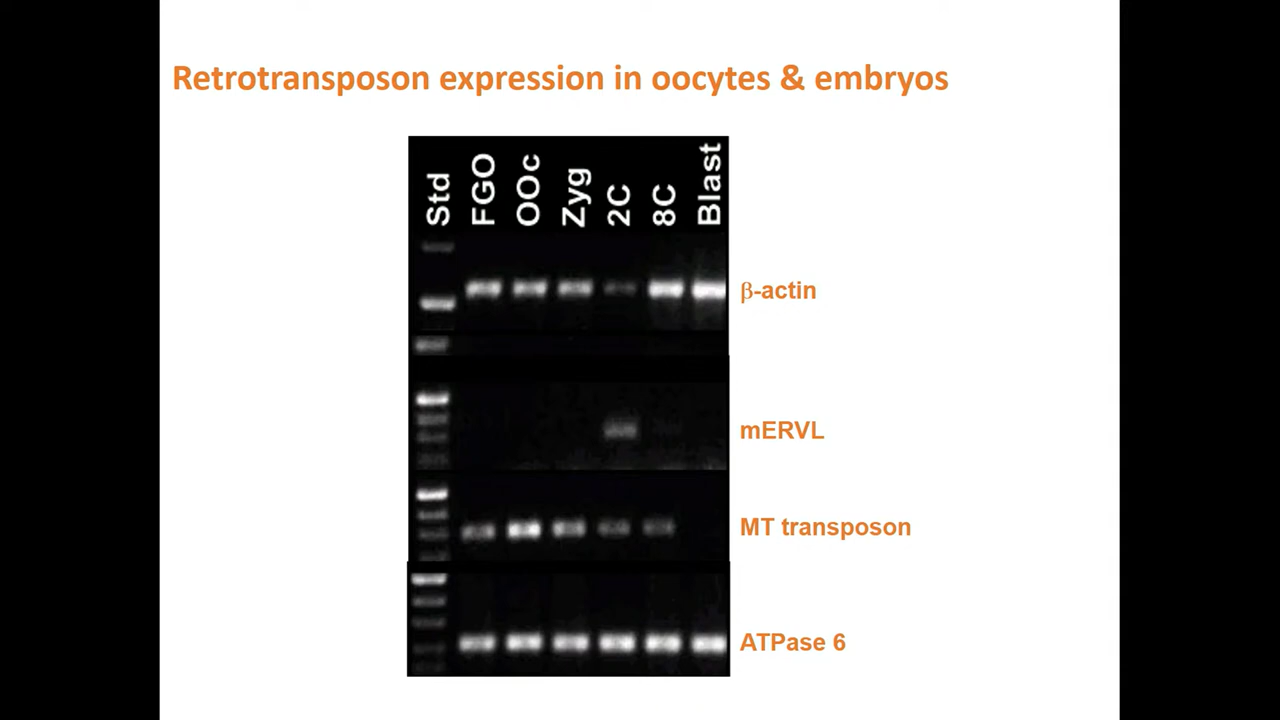 Retrotransposon expression in oocytes & embryos
Std FGO OOc Zyg 2C 8C Blast
β-actin
mERVL
MT transposon
ATPase 6